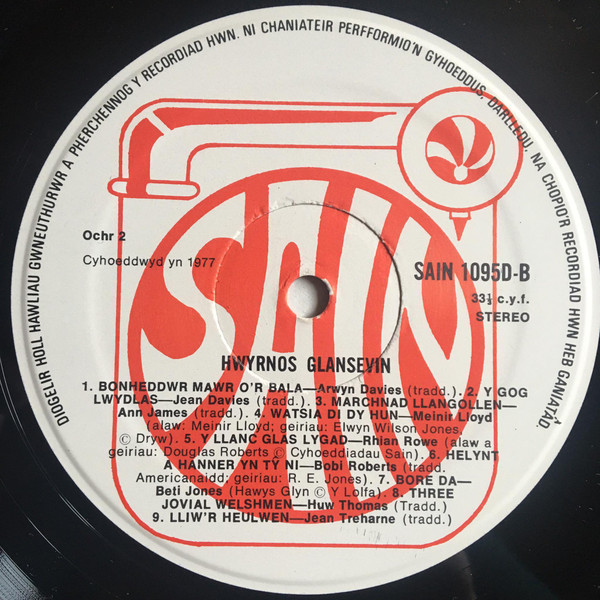 DIOGELIR HOLL HAWLIAU GWNEUTHURWR A PHERCHENNOG Y RECORDIAD HWN. NI CHANIATEIR PERFFORMIO'N GYHOEDDUS, DARLLEDU, NA CHOPIO'R RECORDIAD HWN HEB GANIATÂD
SAIN
Ochr 2
Cyhoeddwyd yn 1977
SAIN 1095D-B
33⅓ c.y.f.
STEREO
HWYRNOS GLANSEVIN
1. BONHEDDWR MAWR O'R BALA—Arwyn Davies (tradd.). 2. Y GOG
LWYDLAS—Jean Davies (tradd.). 3. MARCHNAD LLANGOLLEN—
Ann James (tradd.). 4. WATSIA DI DY HUN—Meinir Lloyd
(alaw: Meinir Lloyd; geiriau: Elwyn Wilson Jones,
© Dryw). 5. Y LLANC GLAS LYGAD—Rhian Rowe (alaw a
geiriau: Douglas Roberts © Cyhoeddiadau Sain). 6. HELYNT
A HANNER YN TŶ NI—Bobi Roberts (tradd.
Americanaidd; geiriau: R. E. Jones). 7. BORE DA—
Beti Jones (Hawys Glyn © Y Lolfa). 8. THREE
JOVIAL WELSHMEN—Huw Thomas (Tradd.)
9. LLIW'R HEULWEN—Jean Treharne (tradd.)